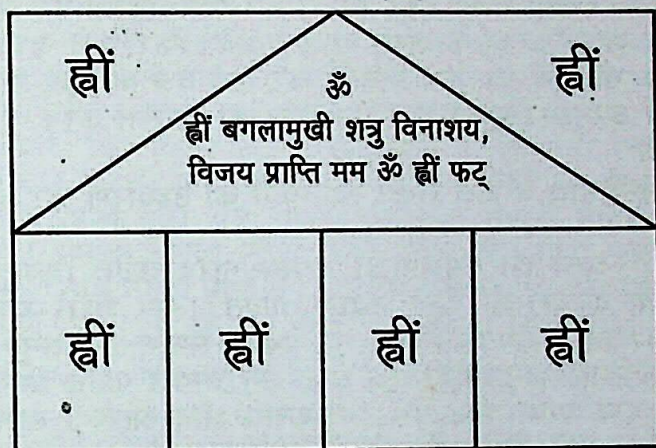 ह्लीं ह्लीं
ॐ
ह्लीं बगलामुखी शत्रु विनाशय,
विजय प्राप्ति मम ॐ ह्लीं फट्
ह्लीं ह्लीं ह्लीं ह्लीं